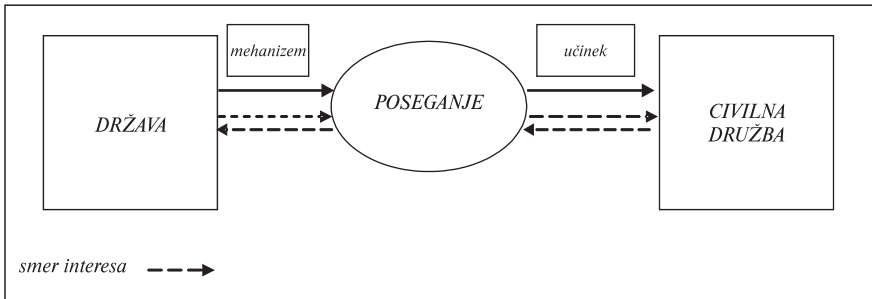 mehanizem
učinek
DRŽAVA
POSEGANJE
CIVILNA
DRUŽBA
smer interesa